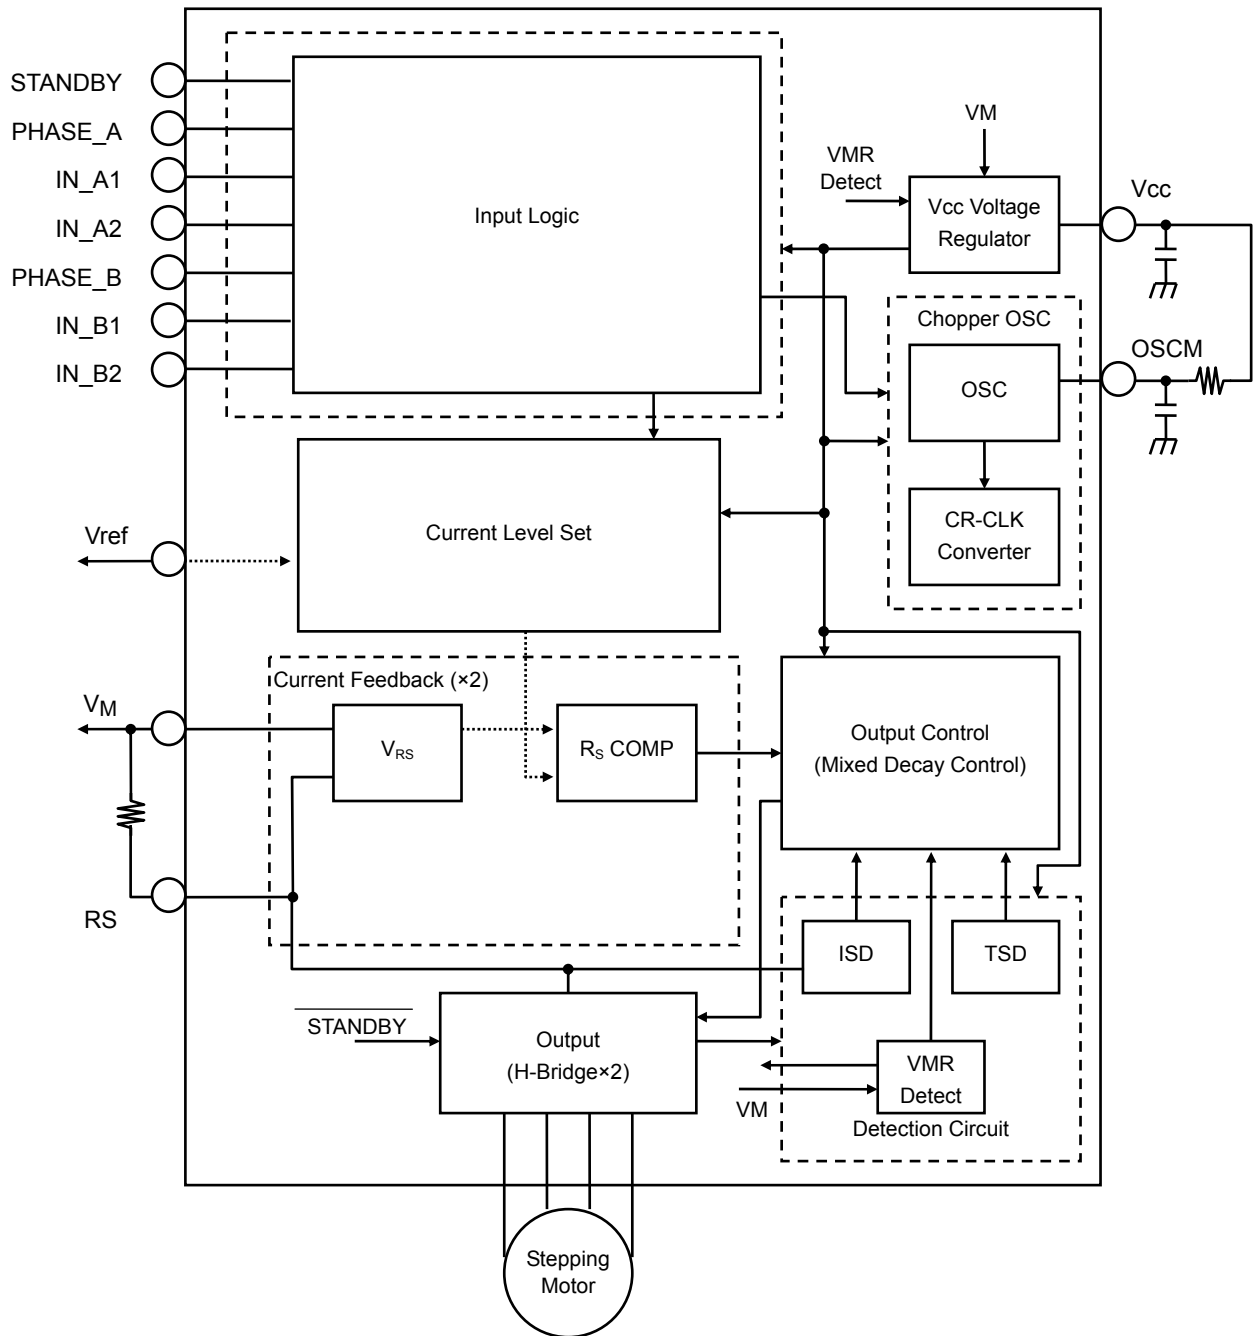 STANDBY
PHASE_A
IN_A1
IN_A2
PHASE_B
IN_B1
IN_B2
Input Logic
VM
VMR
Detect
Vcc Voltage
Regulator
Vcc
Chopper OSC
OSC
OSCM
CR-CLK
Converter
Vref
Current Level Set
Current Feedback (×2)
VM
VRS
RS COMP
Output Control
(Mixed Decay Control)
RS
ISD
TSD
STANDBY
Output
(H-Bridge×2)
VMR
Detect
VM
Detection Circuit
Stepping
Motor